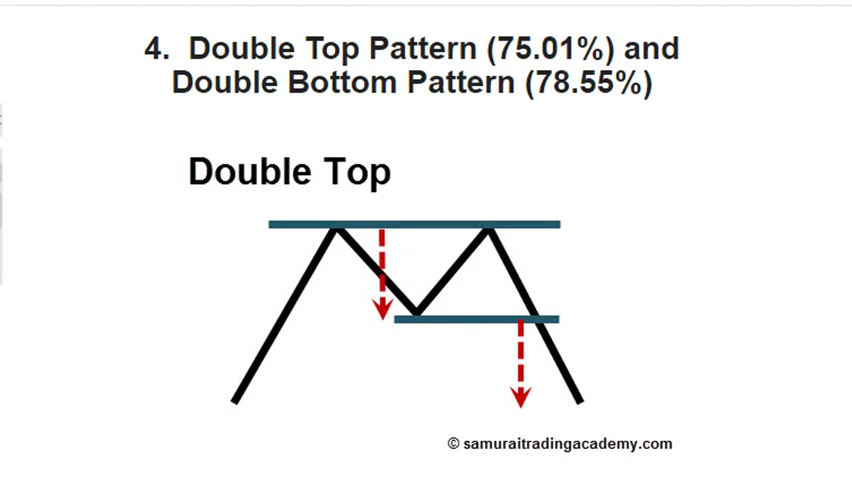 4. Double Top Pattern (75.01%) and
Double Bottom Pattern (78.55%)
Double Top
© samuraitradingacademy.com